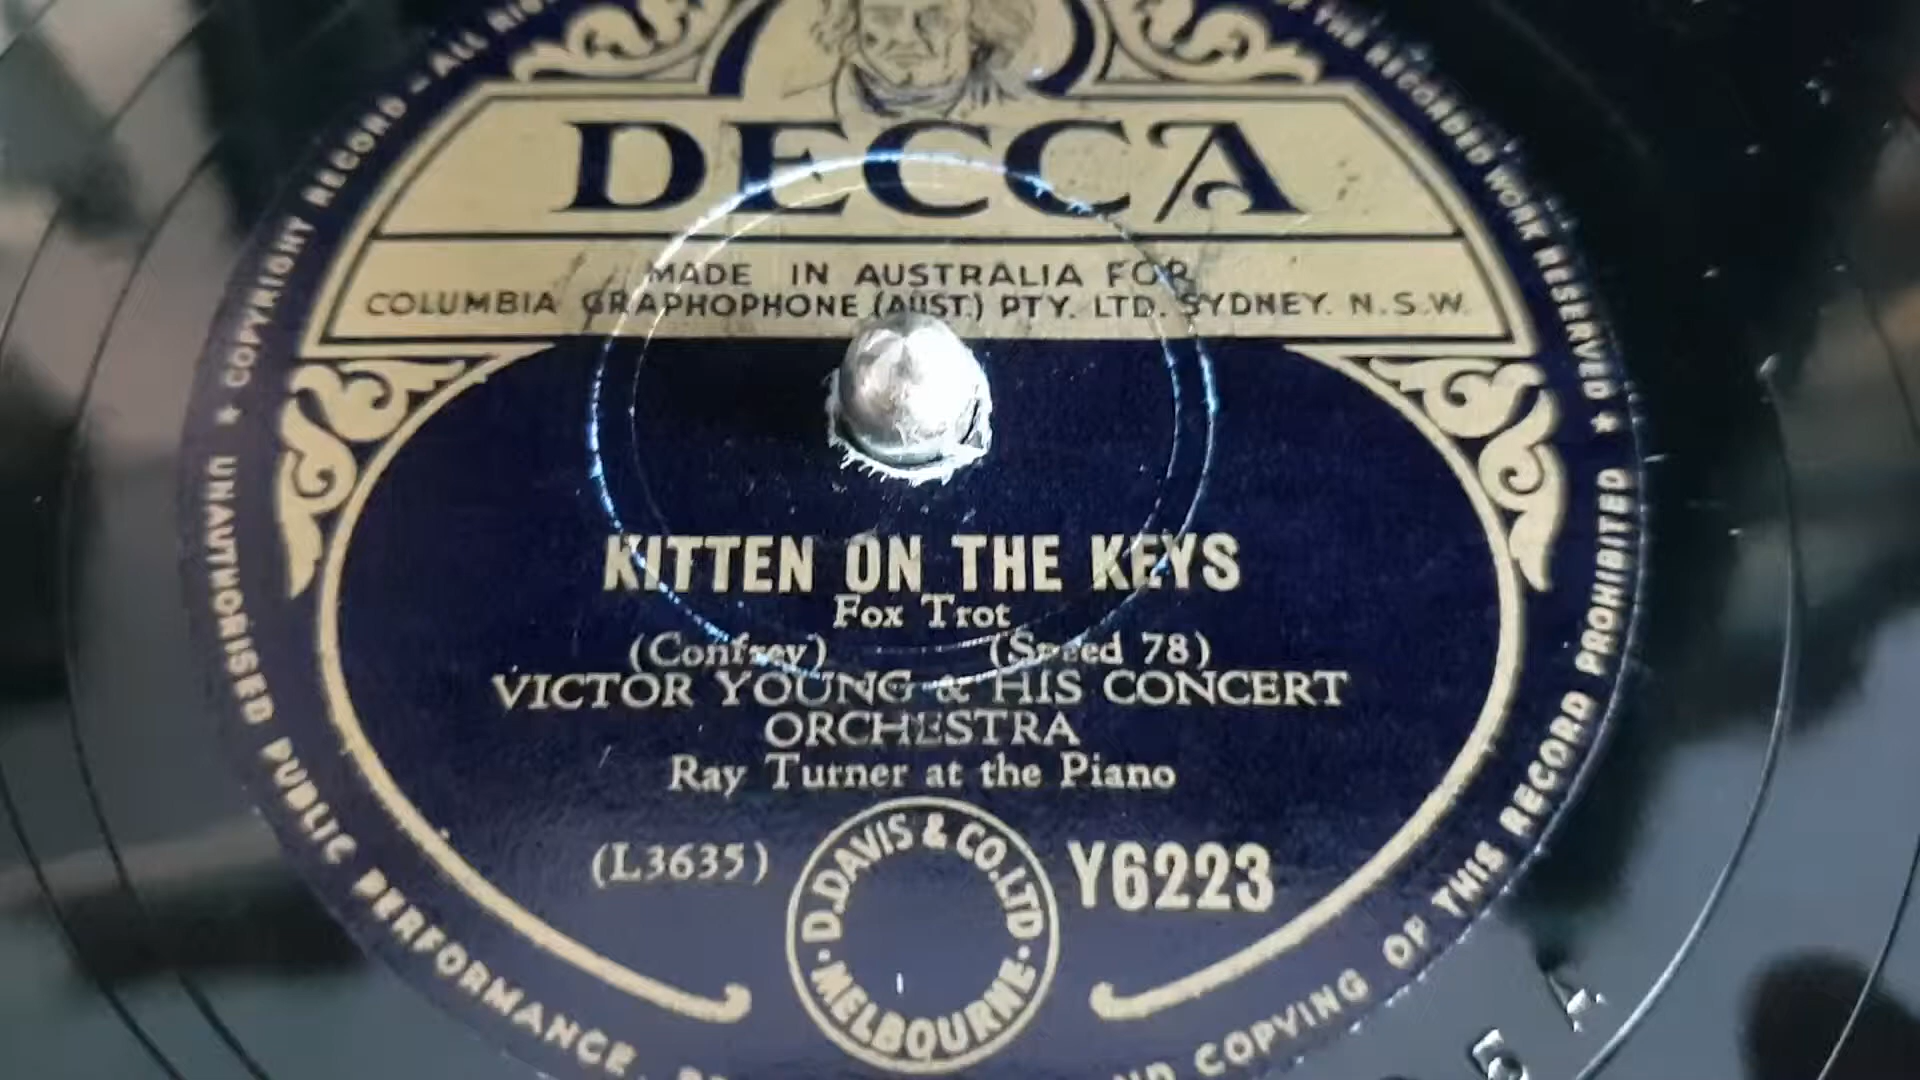 DECCA
MADE IN AUSTRALIA FOR
COLUMBIA GRAPHOPHONE (AUST.) PTY. LTD. SYDNEY. N.S.W.
KITTEN ON THE KEYS
Fox Trot
(Confrey) (Speed 78)
VICTOR YOUNG & HIS CONCERT
ORCHESTRA
Ray Turner at the Piano
(L3635) Y6223
D.DAVIS & CO.LTD
· MELBOURNE ·
★ COPYRIGHT RECORD - ALL
OF THE RECORDED WORK RESERVED ★
UNAUTHORISED PUBLIC PERFORMANCE,
COPYING OF THIS RECORD PROHIBITED